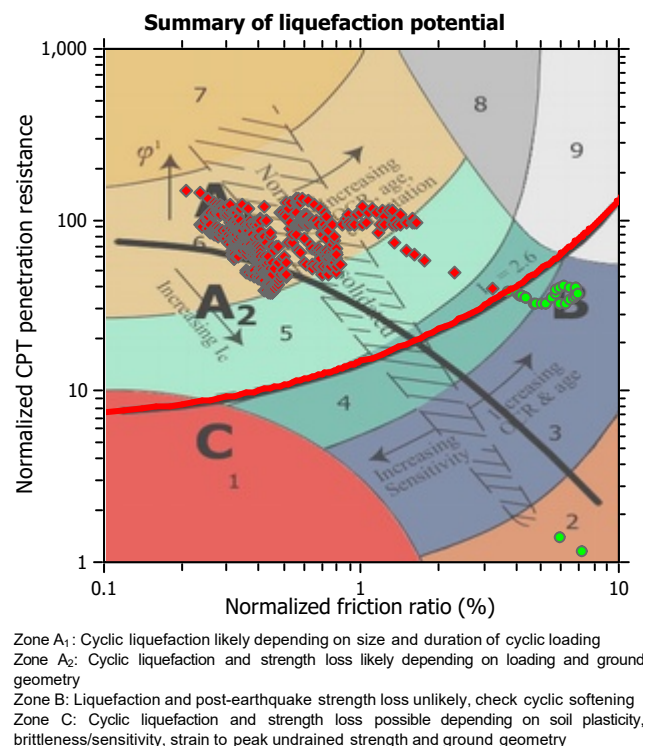 Summary of liquefaction potential
1,000
100
10
1
Normalized CPT penetration resistance
7
8
9
φ'
Increasing
6
A₂
Increasing Ic
5
= 2.6
B
4
C
1
Increasing
OCR & age
3
Increasing
Sensitivity
2
0.1
1
10
Normalized friction ratio (%)
Zone A₁: Cyclic liquefaction likely depending on size and duration of cyclic loading
Zone A₂: Cyclic liquefaction and strength loss likely depending on loading and ground
geometry
Zone B: Liquefaction and post-earthquake strength loss unlikely, check cyclic softening
Zone C: Cyclic liquefaction and strength loss possible depending on soil plasticity,
brittleness/sensitivity, strain to peak undrained strength and ground geometry